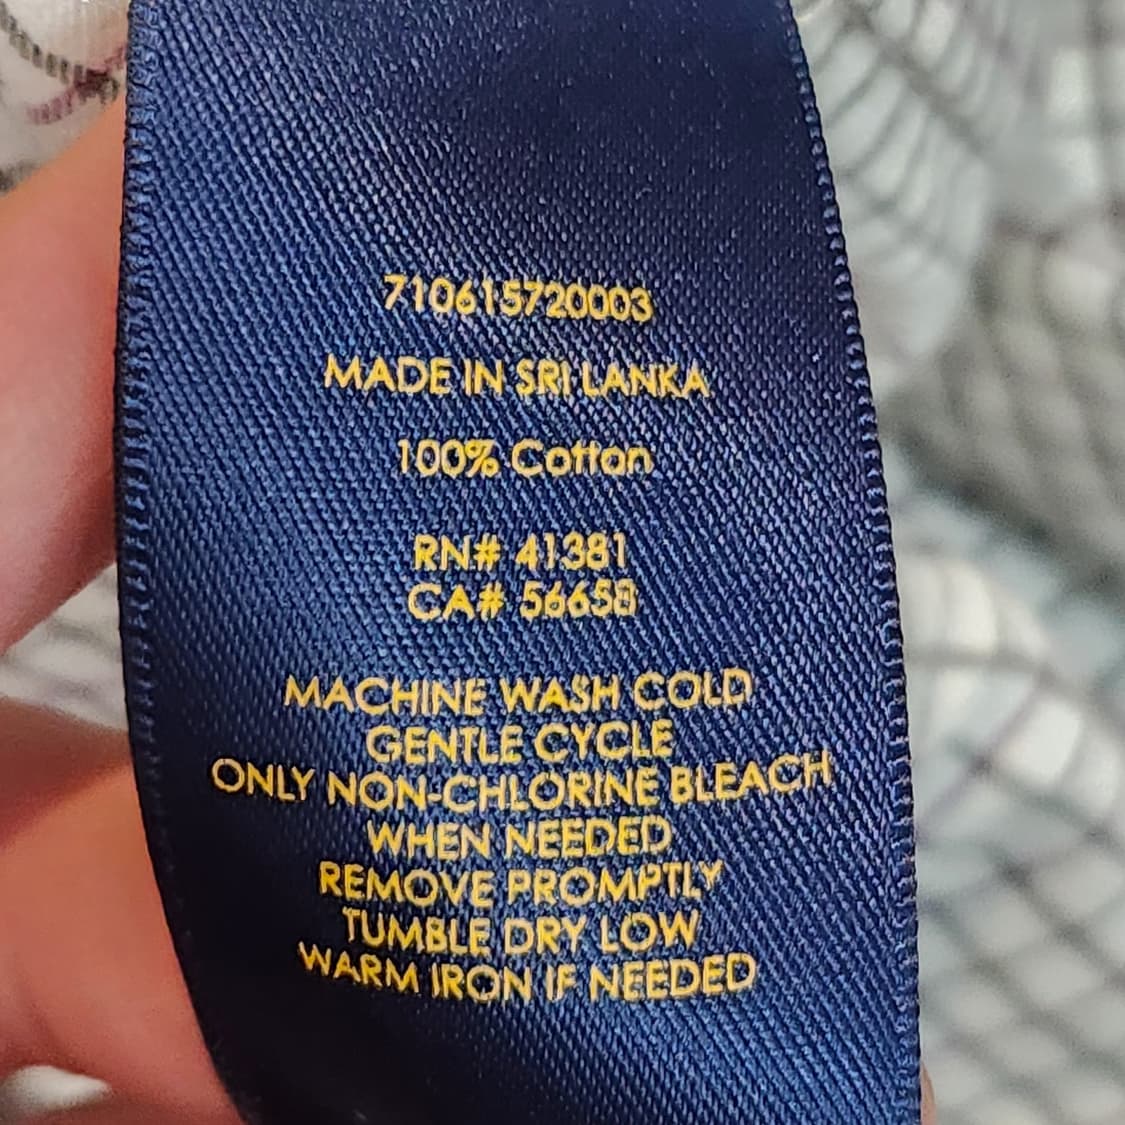 710615720003
MADE IN SRI LANKA
100% Cotton
RN# 41381
CA# 56658
MACHINE WASH COLD
GENTLE CYCLE
ONLY NON-CHLORINE BLEACH
WHEN NEEDED
REMOVE PROMPTLY
TUMBLE DRY LOW
WARM IRON IF NEEDED